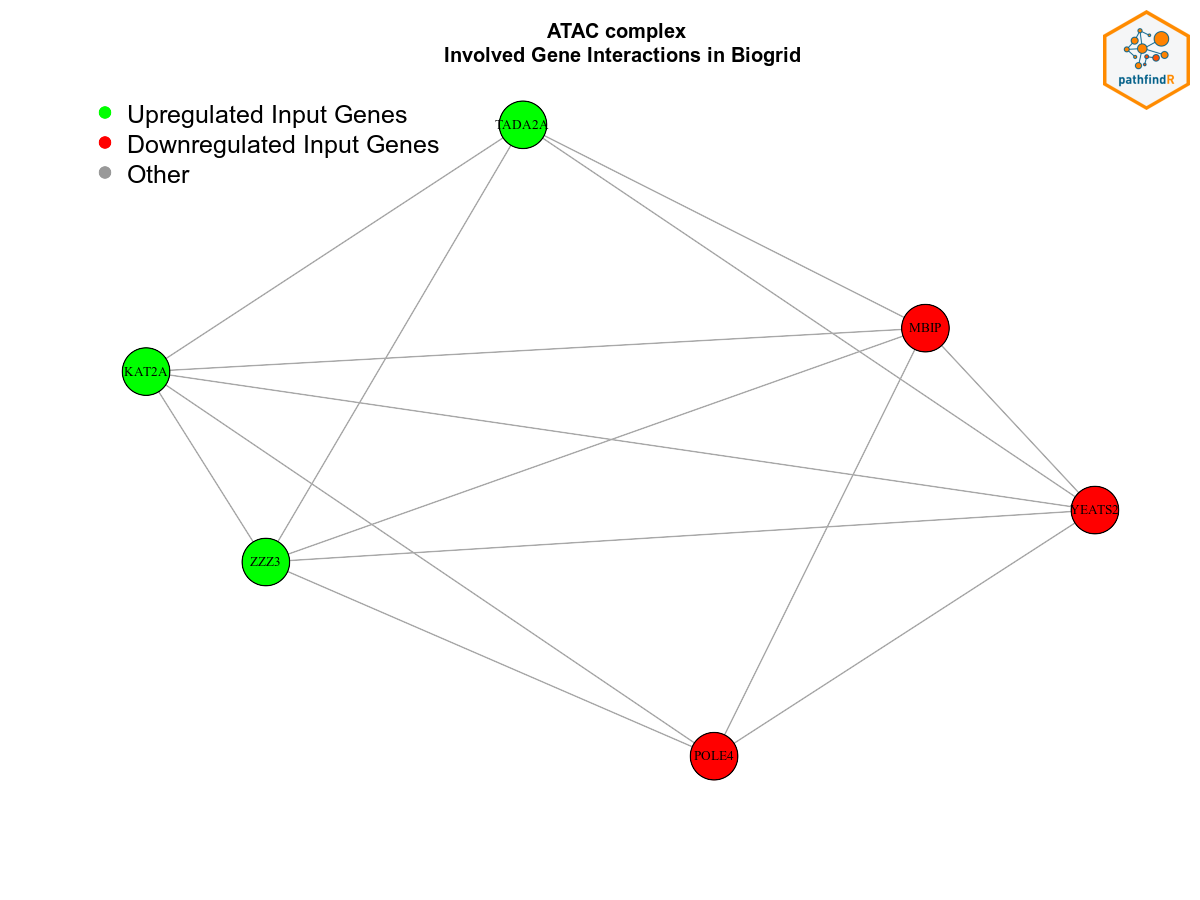 ATAC complex
Involved Gene Interactions in Biogrid
pathfindR
Upregulated Input Genes
Downregulated Input Genes
Other
TADA2A
MBIP
KAT2A
YEATS2
ZZZ3
POLE4